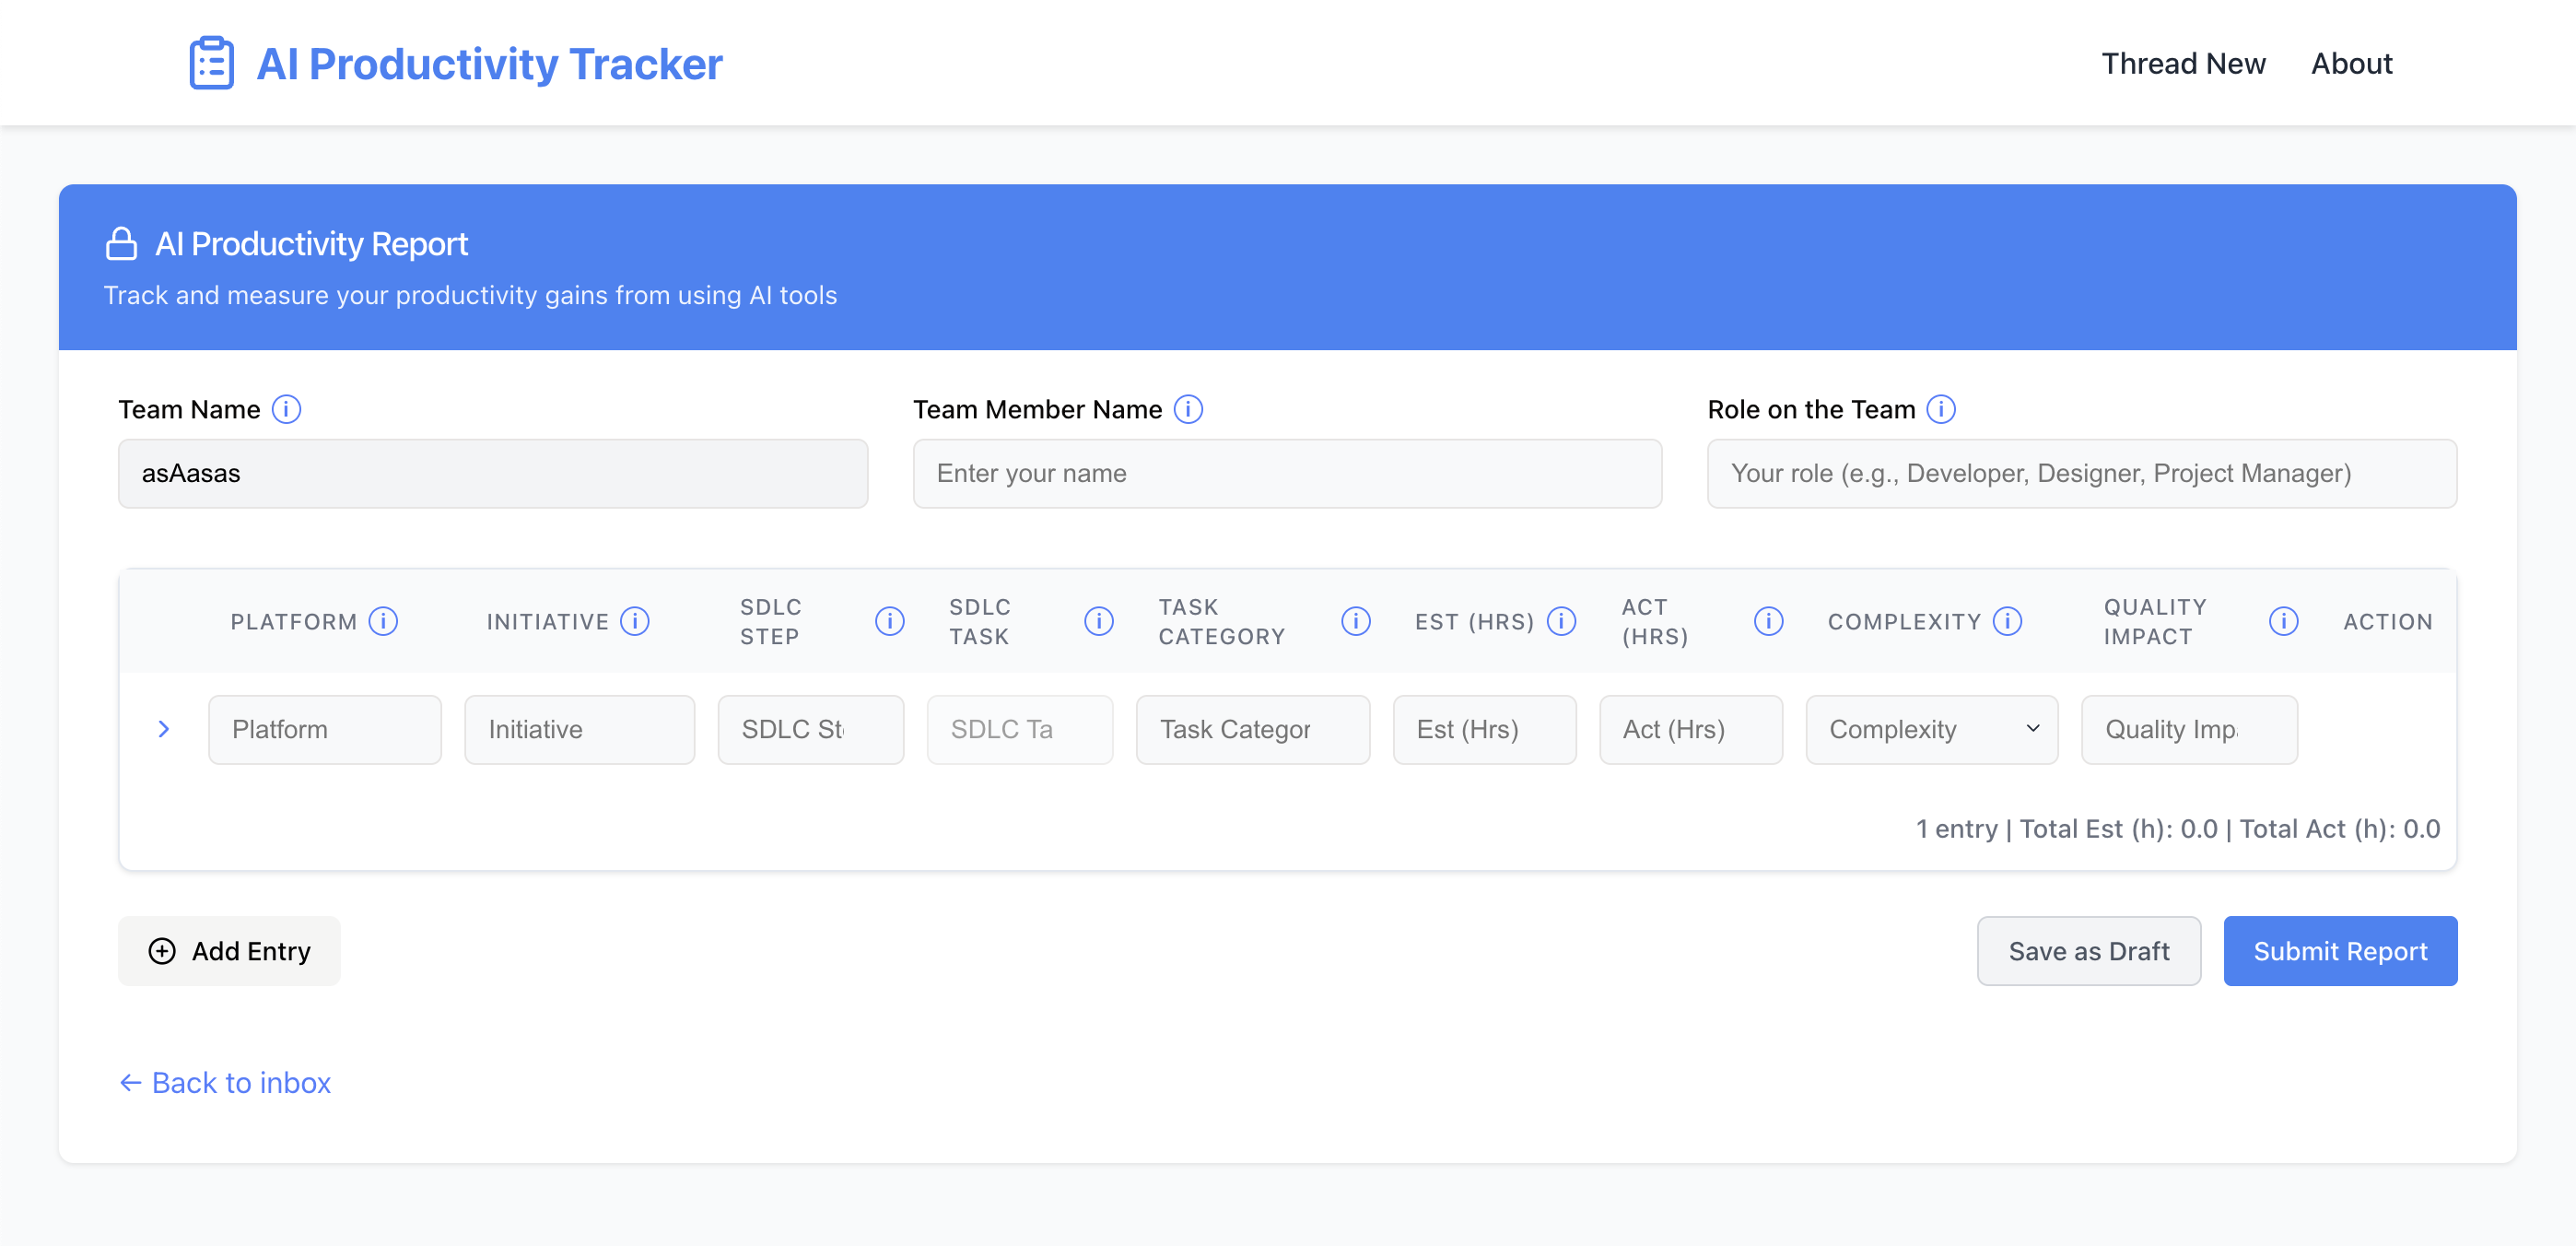 AI Productivity Tracker
Thread New
About
AI Productivity Report
Track and measure your productivity gains from using AI tools
Team Name
Team Member Name
Role on the Team
asAasas
Enter your name
Your role (e.g., Developer, Designer, Project Manager)
PLATFORM
INITIATIVE
SDLC
STEP
SDLC
TASK
TASK
CATEGORY
EST (HRS)
ACT
(HRS)
COMPLEXITY
QUALITY
IMPACT
ACTION
Platform
Initiative
SDLC St
SDLC Ta
Task Categor
Est (Hrs)
Act (Hrs)
Complexity
Quality Imp
1 entry | Total Est (h): 0.0 | Total Act (h): 0.0
Add Entry
Save as Draft
Submit Report
← Back to inbox